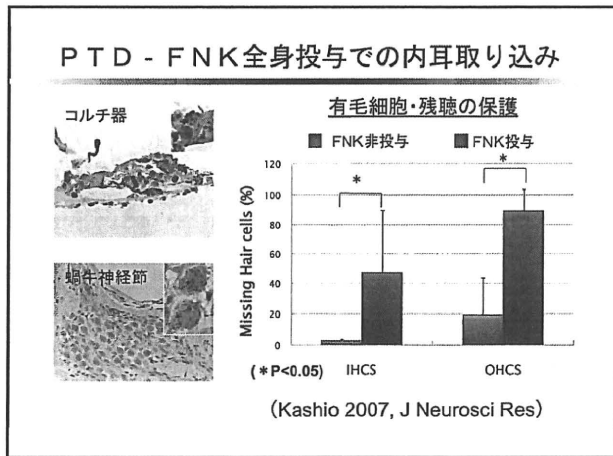 PTD-FNK全身投与での内耳取り込み
コルチ器
蝸牛神経節
有毛細胞・残聴の保護
FNK非投与 FNK投与
Missing Hair cells (%)
120
100
80
60
40
20
0
*
*
IHCS OHCS
(*P<0.05)
(Kashio 2007, J Neurosci Res)